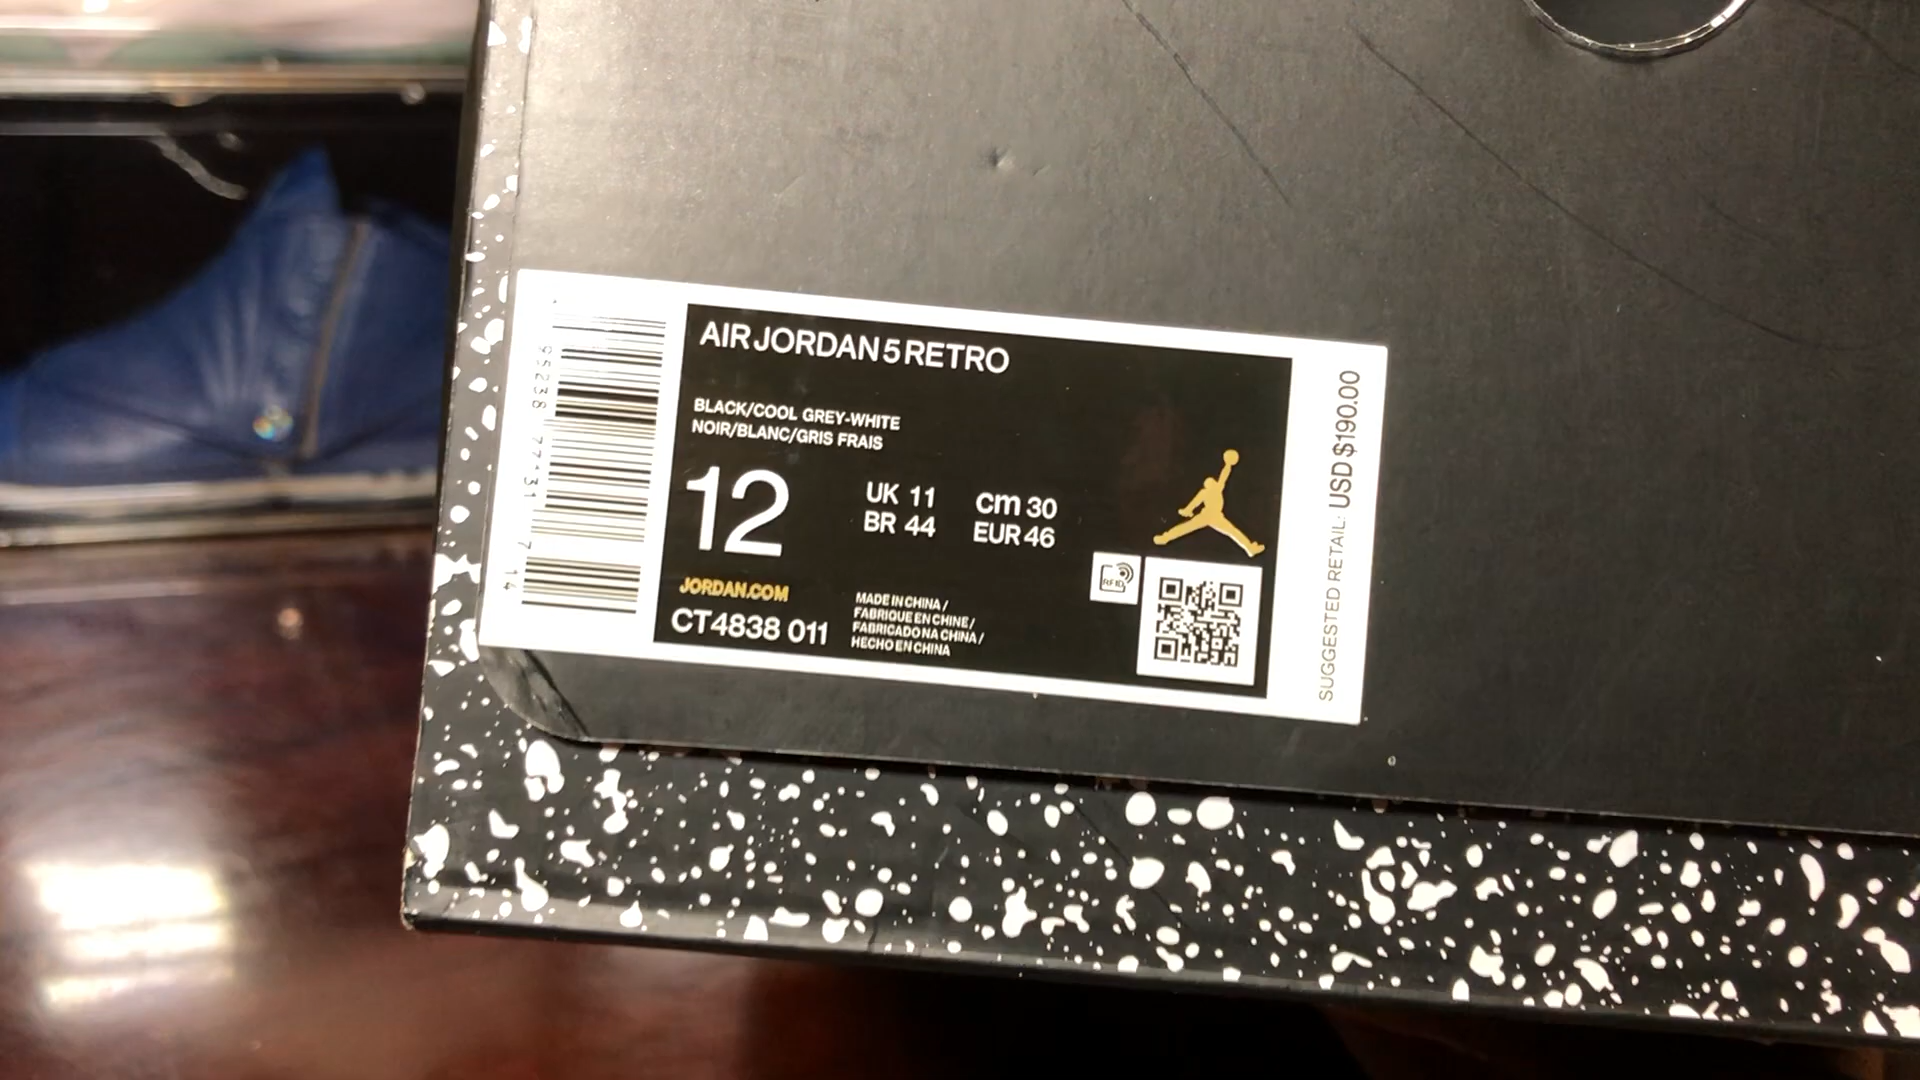 AIR JORDAN 5 RETRO
BLACK/COOL GREY-WHITE
NOIR/BLANC/GRIS FRAIS
12
UK 11
BR 44
cm 30
EUR 46
JORDAN.COM
CT4838 011
MADE IN CHINA /
FABRIQUE EN CHINE /
FABRICADO NA CHINA /
HECHO EN CHINA
RFID
SUGGESTED RETAIL: USD $190.00